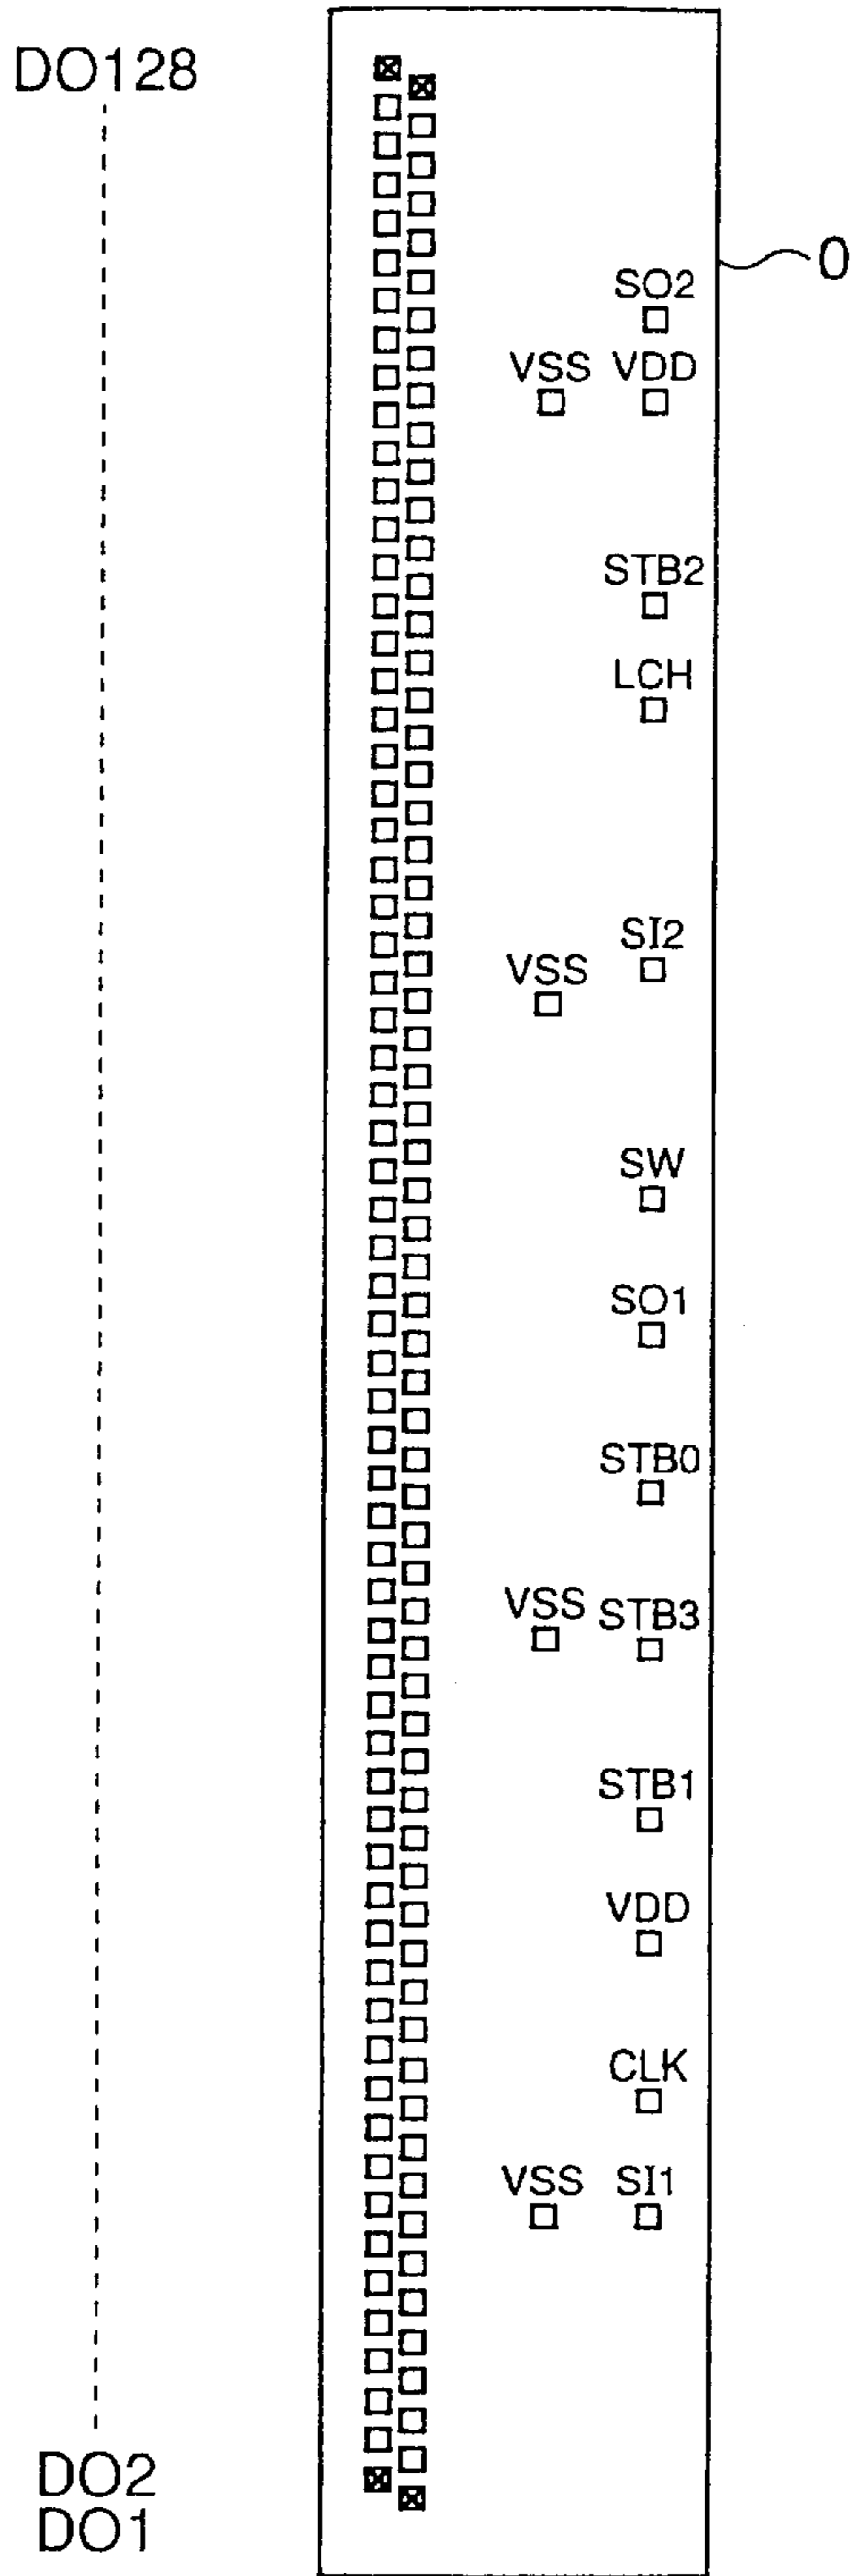 DO128
0
SO2
VSS VDD
STB2
LCH
SI2
VSS
SW
SO1
STB0
VSS STB3
STB1
VDD
CLK
VSS SI1
DO2
DO1